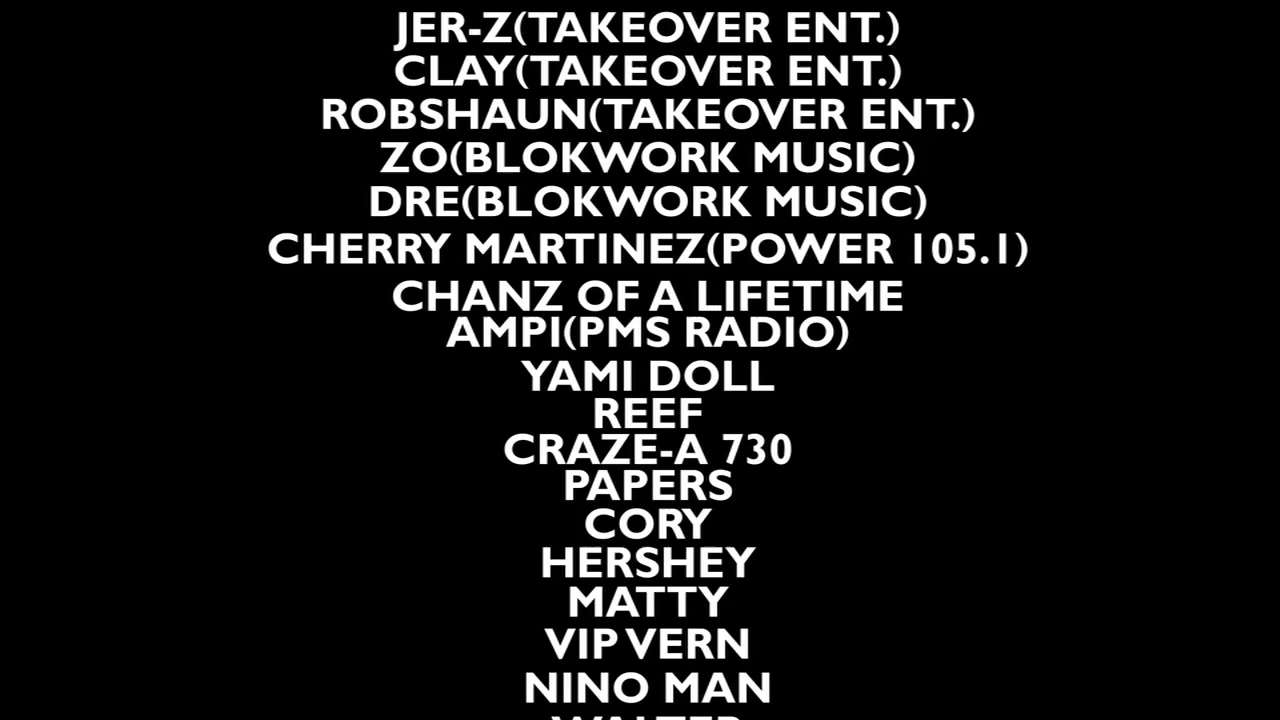 JER-Z(TAKEOVER ENT.)
CLAY(TAKEOVER ENT.)
ROBSHAUN(TAKEOVER ENT.)
ZO(BLOKWORK MUSIC)
DRE(BLOKWORK MUSIC)
CHERRY MARTINEZ(POWER 105.1)
CHANZ OF A LIFETIME
AMPI(PMS RADIO)
YAMI DOLL
REEF
CRAZE-A 730
PAPERS
CORY
HERSHEY
MATTY
VIP VERN
NINO MAN